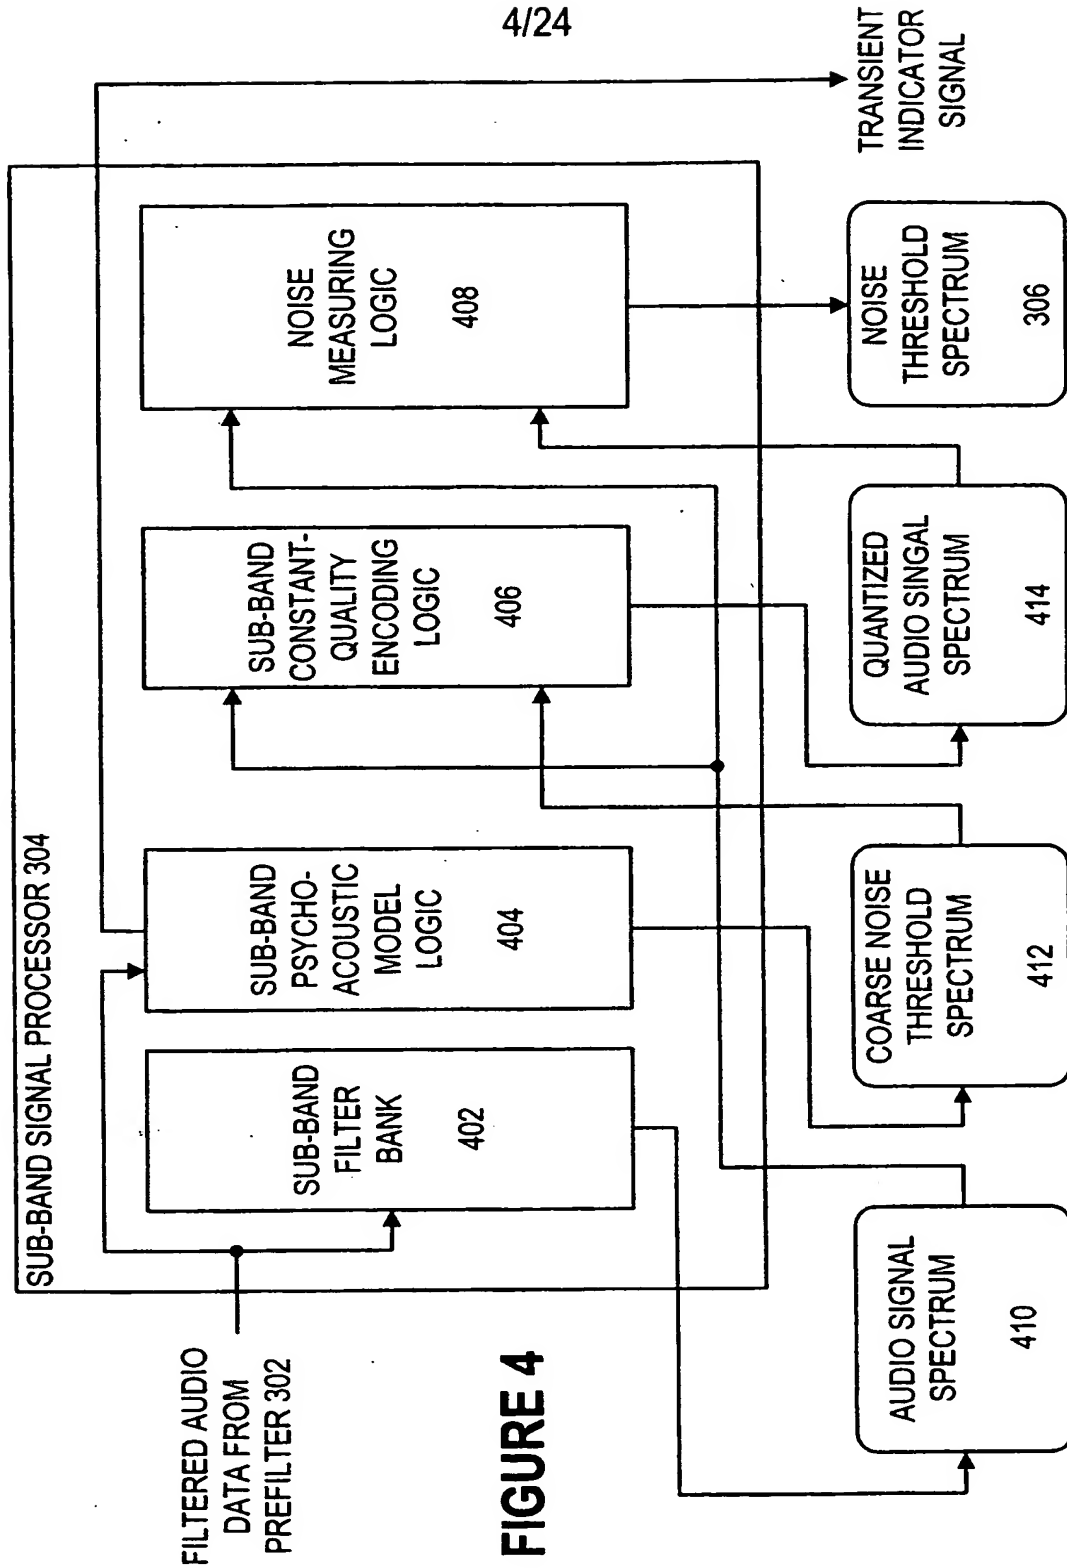 4/24
SUB-BAND SIGNAL PROCESSOR 304
FILTERED AUDIO
DATA FROM
PREFILTER 302
SUB-BAND
FILTER
BANK
402
SUB-BAND
PSYCHO-
ACOUSTIC
MODEL
LOGIC
404
SUB-BAND
CONSTANT-
QUALITY
ENCODING
LOGIC
406
NOISE
MEASURING
LOGIC
408
TRANSIENT
INDICATOR
SIGNAL
AUDIO SIGNAL
SPECTRUM
410
COARSE NOISE
THRESHOLD
SPECTRUM
412
QUANTIZED
AUDIO SINGAL
SPECTRUM
414
NOISE
THRESHOLD
SPECTRUM
306
FIGURE 4